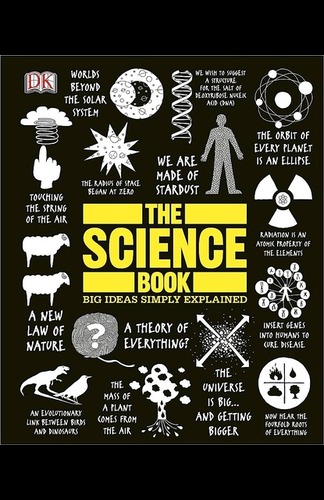 DK
WORLDS
BEYOND
THE SOLAR
SYSTEM
WE WISH TO SUGGEST
A STRUCTURE
FOR THE SALT OF
DEOXYRIBOSE NUCLEIC
ACID (DNA)
THE ORBIT OF
EVERY PLANET
IS AN ELLIPSE
TOUCHING
THE SPRING
OF THE AIR
THE RADIUS OF SPACE
BEGAN AT ZERO
WE ARE
MADE OF
STARDUST
RADIATION IS AN
ATOMIC PROPERTY OF
THE ELEMENTS
THE
SCIENCE
BOOK
BIG IDEAS SIMPLY EXPLAINED
A NEW
LAW OF
NATURE
?
A THEORY OF
EVERYTHING?
INSERT GENES
INTO HUMANS TO
CURE DISEASE
AN EVOLUTIONARY
LINK BETWEEN BIRDS
AND DINOSAURS
THE
MASS OF
A PLANT
COMES FROM
THE AIR
THE
UNIVERSE
IS BIG...
...AND GETTING
BIGGER
NOW HEAR THE
FOURFOLD ROOTS
OF EVERYTHING